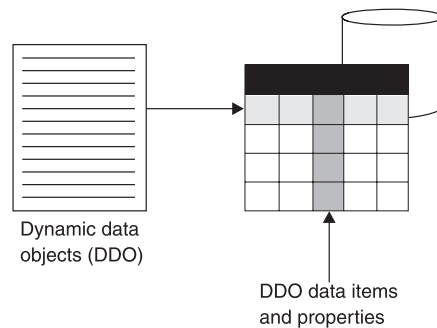 Dynamic data
objects (DDO)
DDO data items
and properties